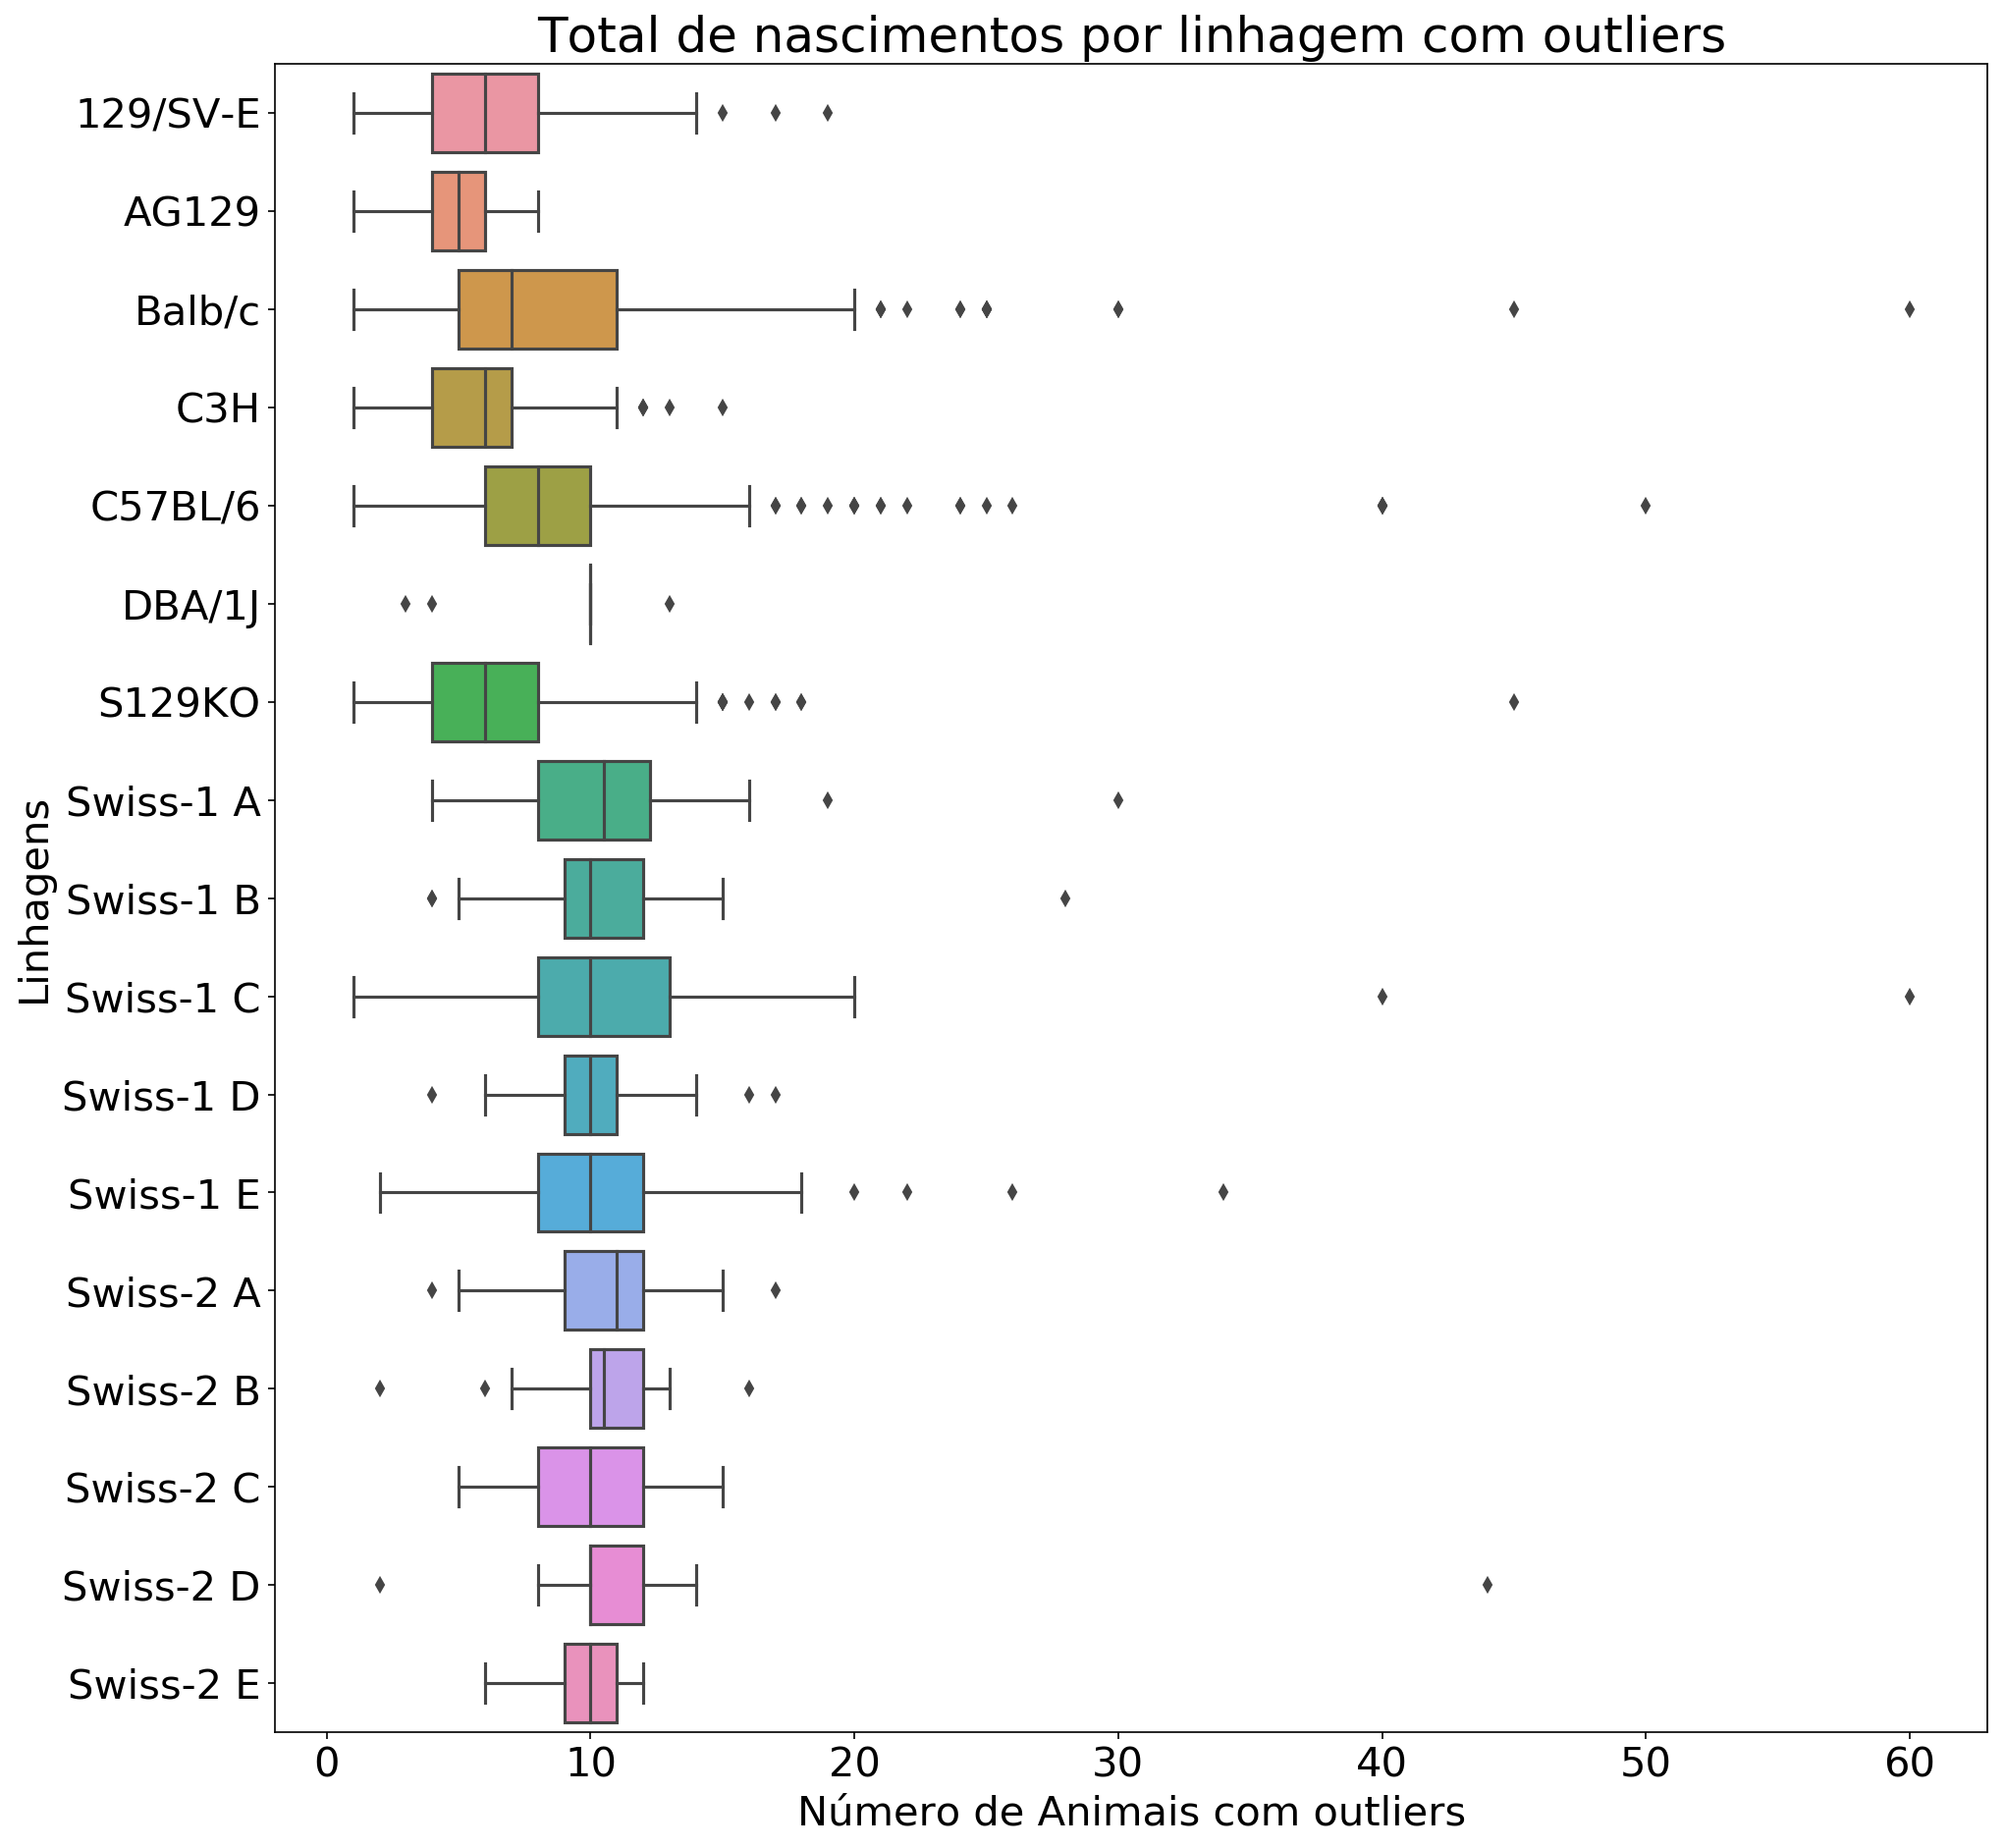 Total de nascimentos por linhagem com outliers
129/SV-E
AG129
Balb/c
C3H
C57BL/6
DBA/1J
S129KO
Swiss-1 A
Swiss-1 B
Swiss-1 C
Swiss-1 D
Swiss-1 E
Swiss-2 A
Swiss-2 B
Swiss-2 C
Swiss-2 D
Swiss-2 E
Linhagens
0 10 20 30 40 50 60
Número de Animais com outliers